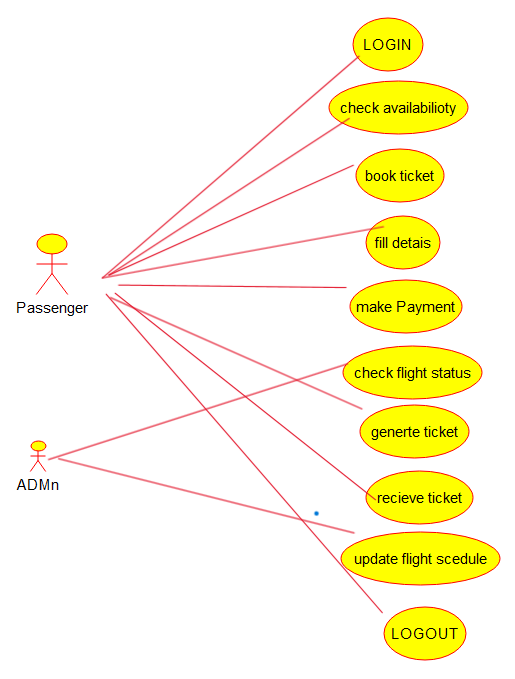 LOGIN
check availabilioty
book ticket
fill detais
Passenger
make Payment
check flight status
generte ticket
ADMn
recieve ticket
update flight scedule
LOGOUT